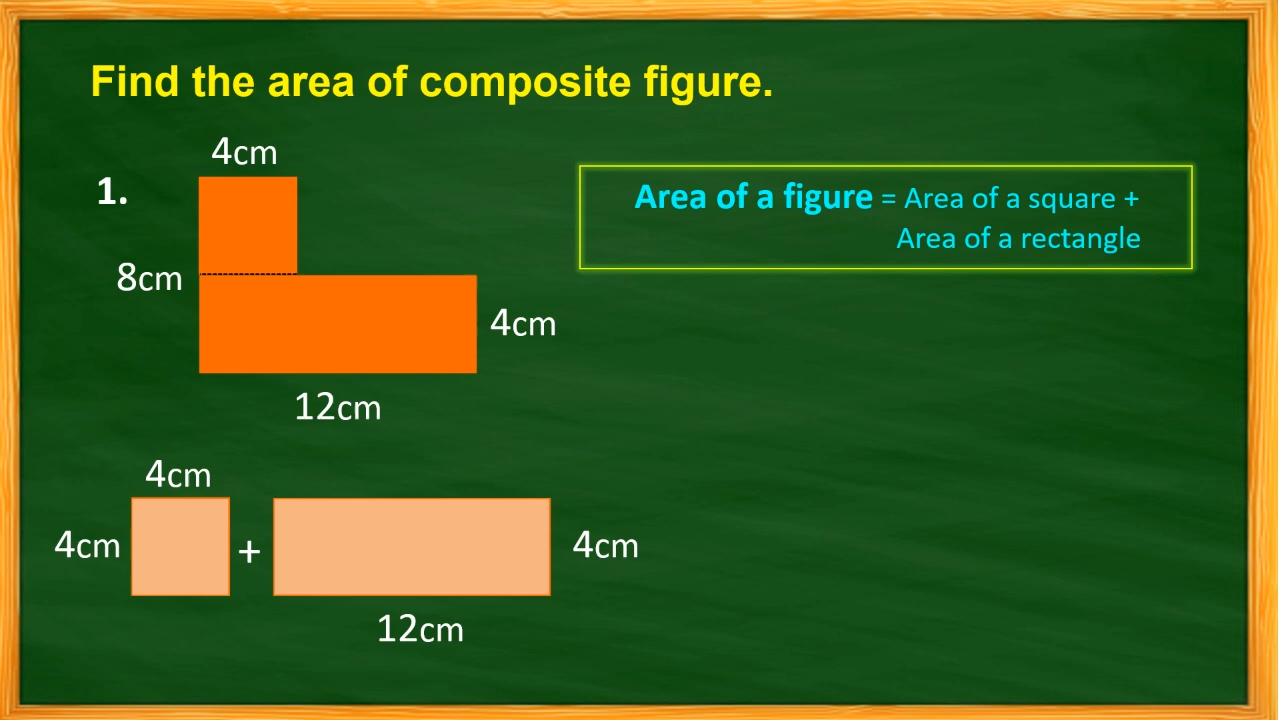 Find the area of composite figure.
4cm
1.
Area of a figure = Area of a square +
Area of a rectangle
8cm
4cm
12cm
4cm
4cm
+
4cm
12cm